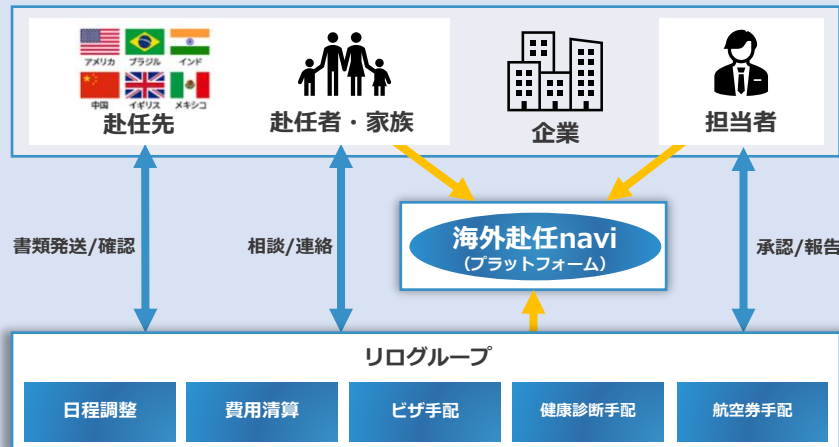 アメリカ ブラジル インド
中国 イギリス メキシコ
赴任先
赴任者・家族
企業
担当者
海外赴任navi
（プラットフォーム）
書類発送/確認
相談/連絡
承認/報告
リログループ
日程調整
費用清算
ビザ手配
健康診断手配
航空券手配